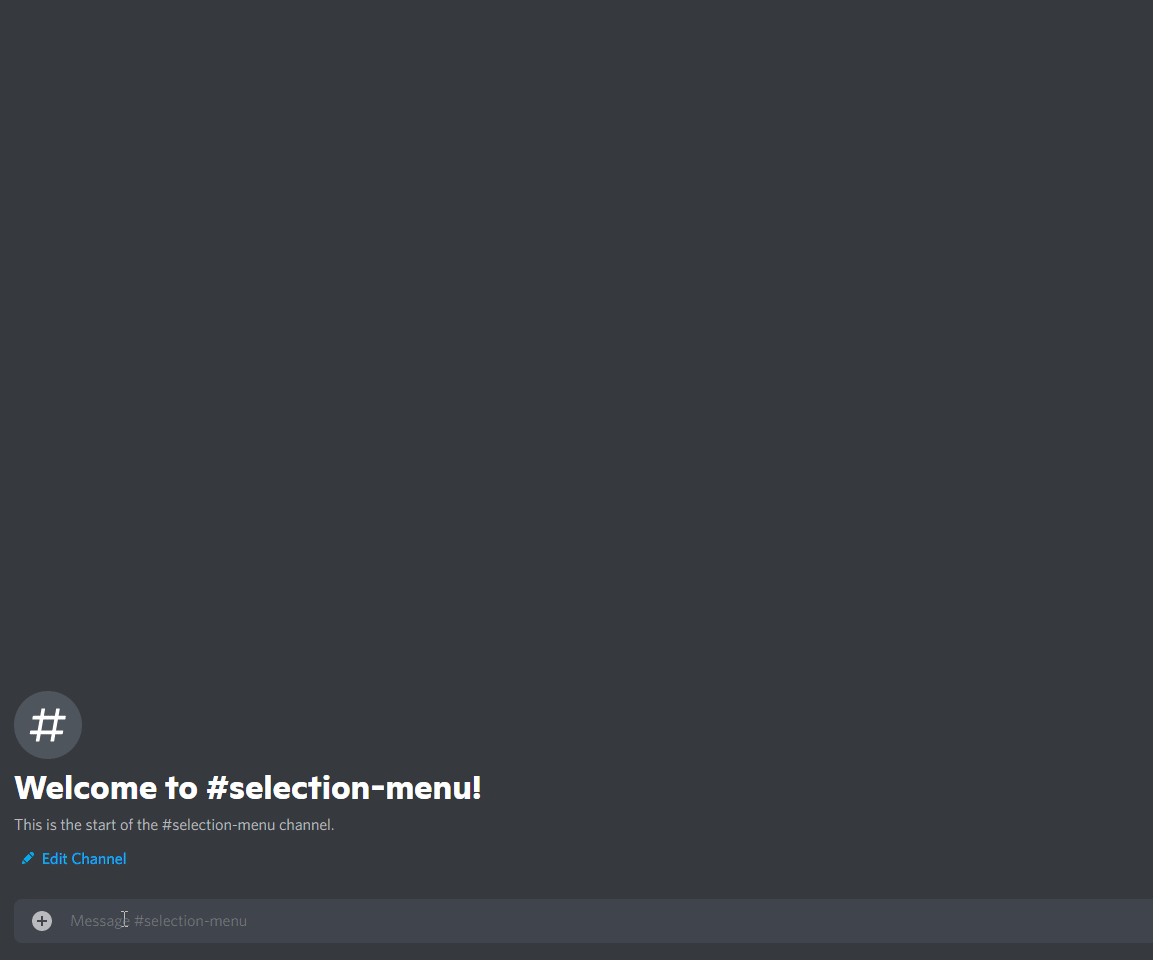 Welcome to #selection-menu!
This is the start of the #selection-menu channel.
Edit Channel
Message #selection-menu